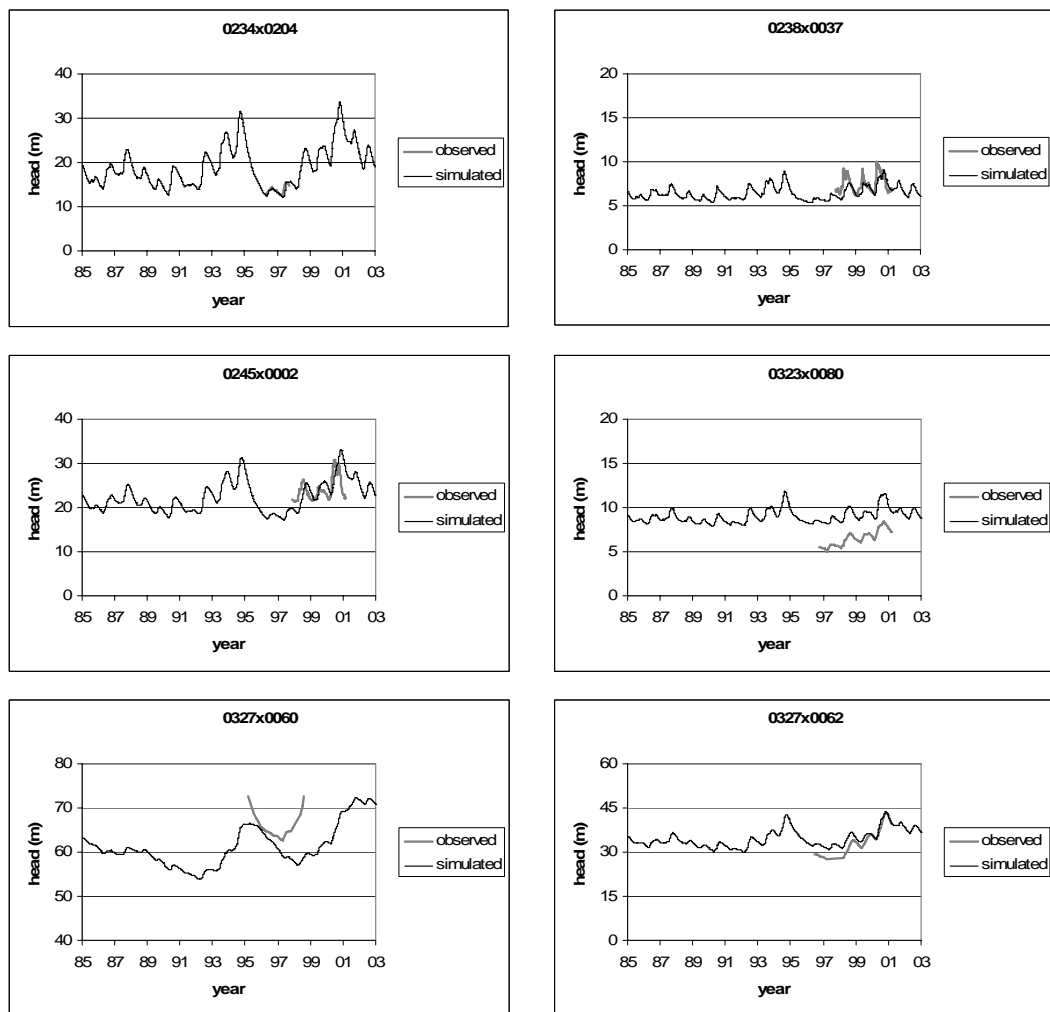 0234x0204
40
30
20
10
0
head (m)
85 87 89 91 93 95 97 99 01 03
year
observed
simulated
0238x0037
20
15
10
5
0
head (m)
85 87 89 91 93 95 97 99 01 03
year
observed
simulated
0245x0002
40
30
20
10
0
head (m)
85 87 89 91 93 95 97 99 01 03
year
observed
simulated
0323x0080
20
15
10
5
0
head (m)
85 87 89 91 93 95 97 99 01 03
year
observed
simulated
0327x0060
80
70
60
50
40
head (m)
85 87 89 91 93 95 97 99 01 03
year
observed
simulated
0327x0062
60
45
30
15
0
head (m)
85 87 89 91 93 95 97 99 01 03
year
observed
simulated